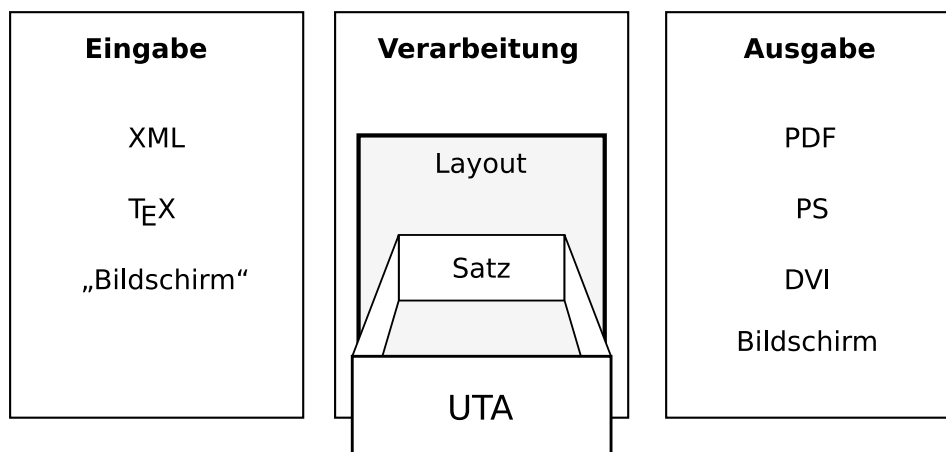 Eingabe
XML
TEX
„Bildschirm“
Verarbeitung
Layout
Satz
UTA
Ausgabe
PDF
PS
DVI
Bildschirm